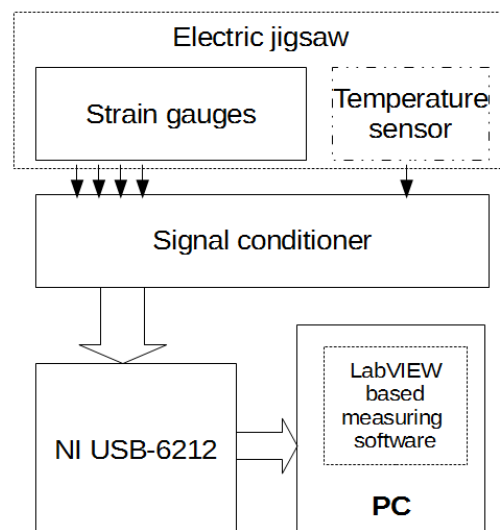 Electric jigsaw
Strain gauges
Temperature
sensor
Signal conditioner
NI USB-6212
LabVIEW
based
measuring
software
PC